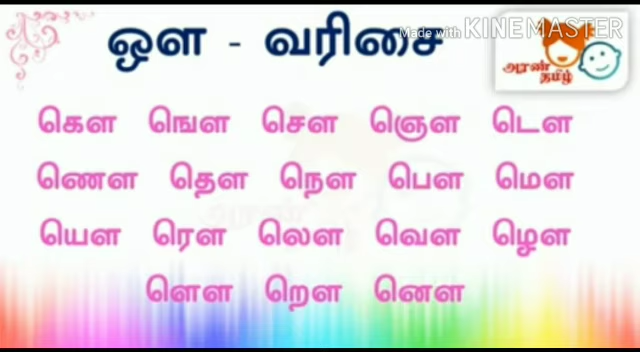 ஔ - வரிசை
Made with KINEMASTER
அரண்
தமிழ்
கௌ ஙௌ சௌ ஞௌ டௌ
ணௌ தௌ நௌ பௌ மௌ
யௌ ரௌ லௌ வௌ ழௌ
ளௌ றௌ னௌ